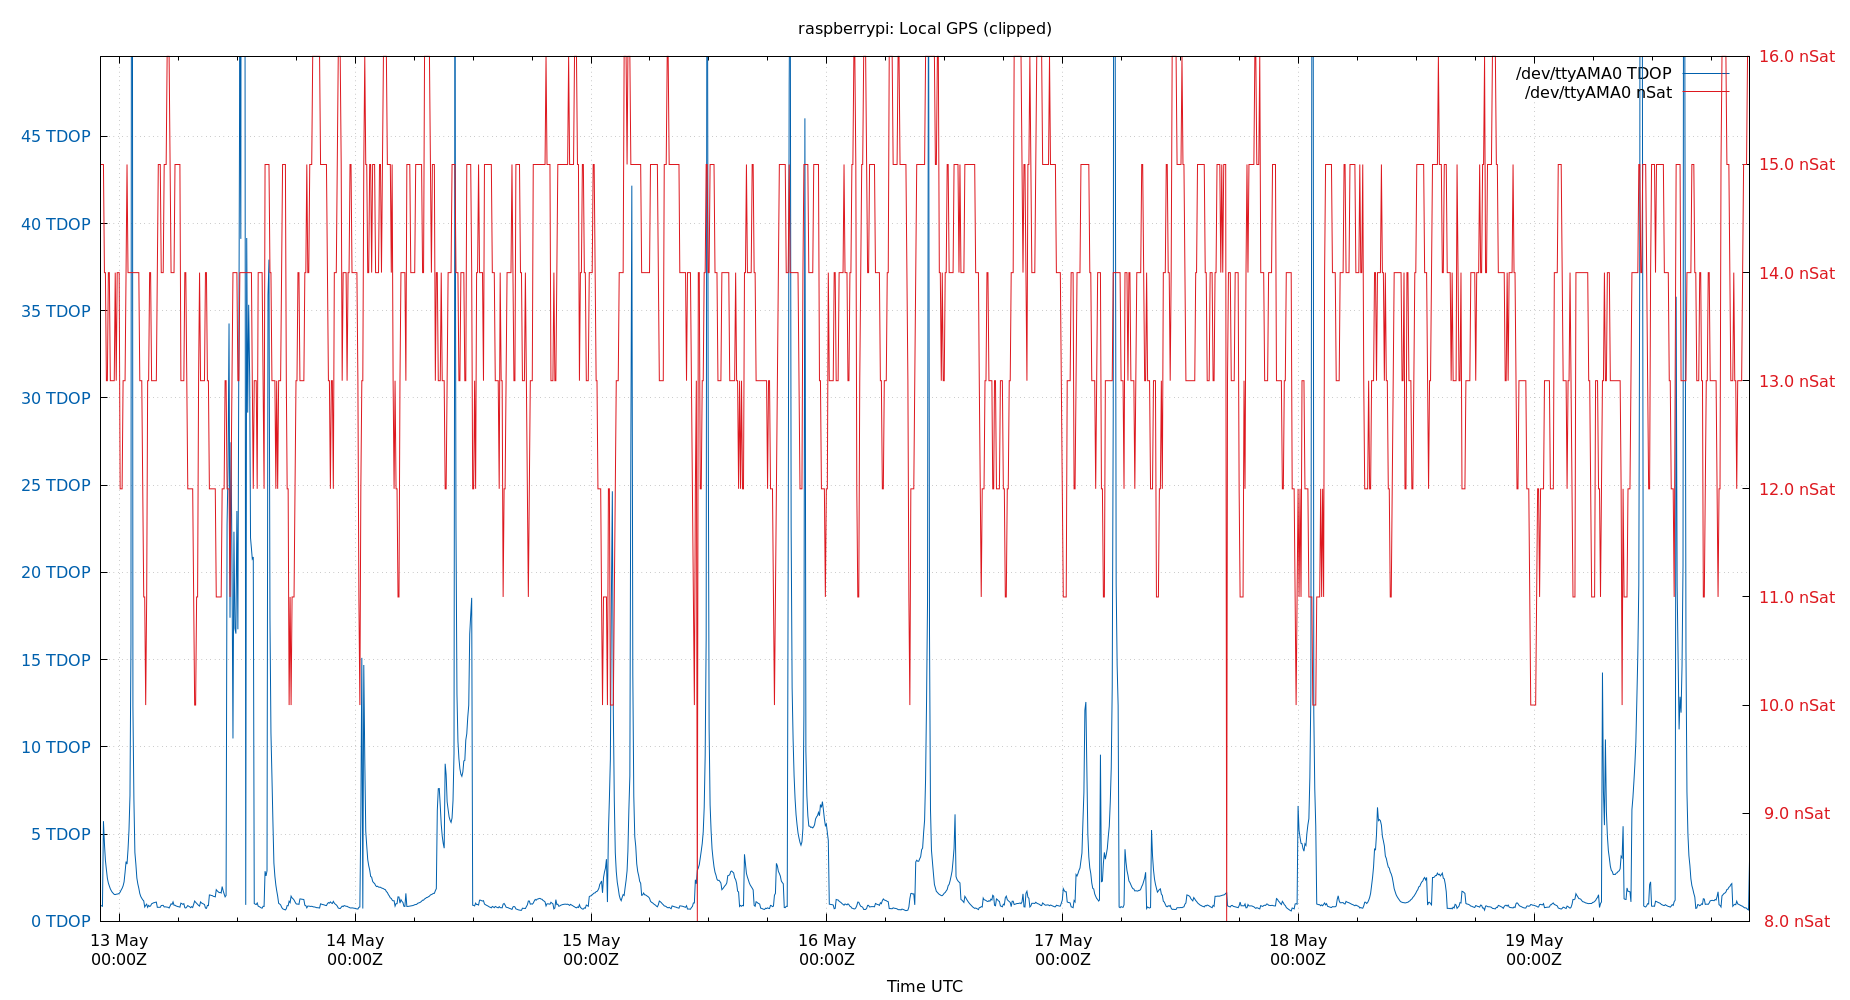 raspberrypi: Local GPS (clipped)
/dev/ttyAMA0 TDOP
/dev/ttyAMA0 nSat
16.0 nSat
45 TDOP
15.0 nSat
40 TDOP
14.0 nSat
35 TDOP
13.0 nSat
30 TDOP
25 TDOP
12.0 nSat
20 TDOP
11.0 nSat
15 TDOP
10.0 nSat
10 TDOP
9.0 nSat
5 TDOP
0 TDOP
8.0 nSat
13 May 14 May 15 May 16 May 17 May 18 May 19 May
00:00Z 00:00Z 00:00Z 00:00Z 00:00Z 00:00Z 00:00Z
Time UTC